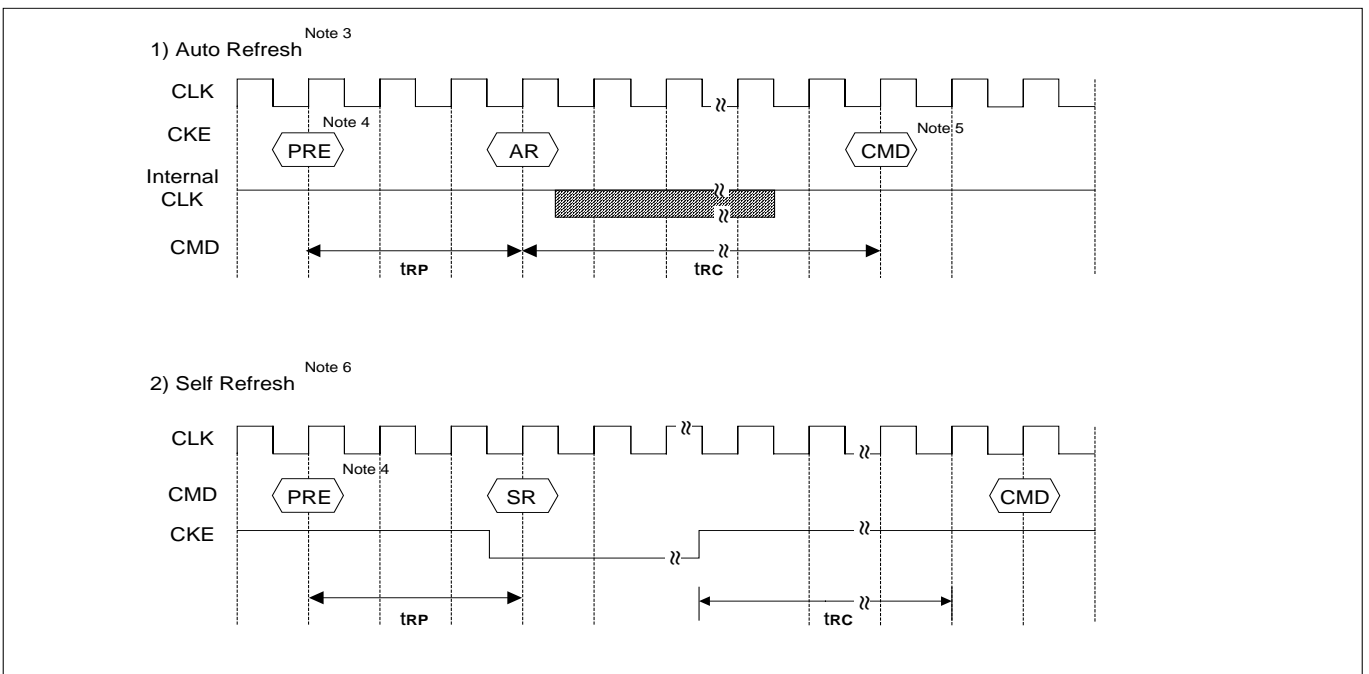 1) Auto Refresh Note 3
CLK
CKE
PRE Note 4
AR
CMD Note 5
Internal
CLK
CMD
tRP
tRC
2) Self Refresh Note 6
CLK
Note 4
CMD
PRE
SR
CMD
CKE
tRP
tRC